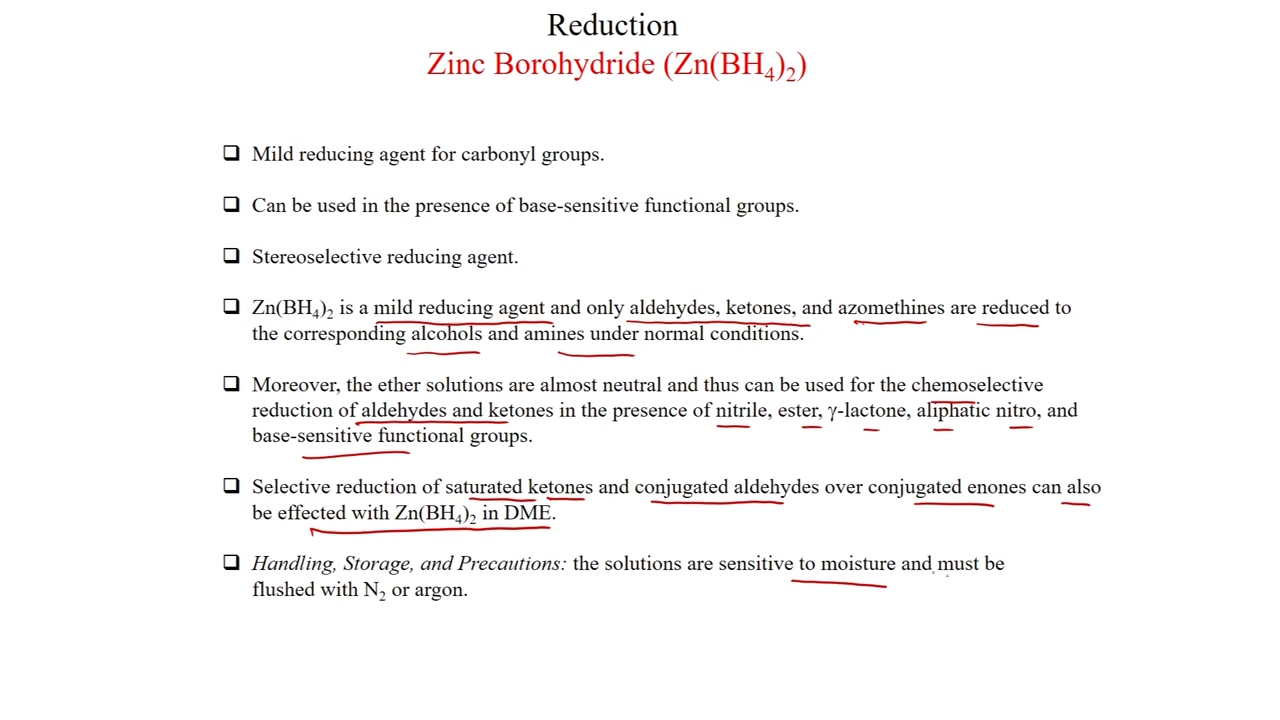 Reduction
Zinc Borohydride (Zn(BH₄)₂)
❑ Mild reducing agent for carbonyl groups.
❑ Can be used in the presence of base-sensitive functional groups.
❑ Stereoselective reducing agent.
❑ Zn(BH₄)₂ is a mild reducing agent and only aldehydes, ketones, and azomethines are reduced to
the corresponding alcohols and amines under normal conditions.
❑ Moreover, the ether solutions are almost neutral and thus can be used for the chemoselective
reduction of aldehydes and ketones in the presence of nitrile, ester, γ-lactone, aliphatic nitro, and
base-sensitive functional groups.
❑ Selective reduction of saturated ketones and conjugated aldehydes over conjugated enones can also
be effected with Zn(BH₄)₂ in DME.
❑ Handling, Storage, and Precautions: the solutions are sensitive to moisture and must be
flushed with N₂ or argon.